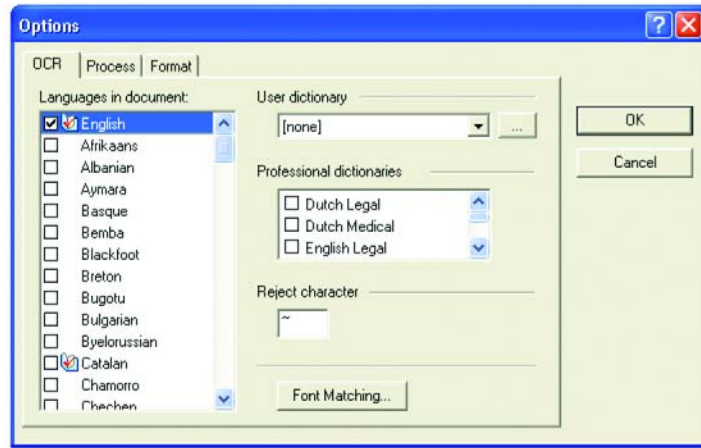 Options
OCR
Process
Format
Languages in document:
English
Afrikaans
Albanian
Aymara
Basque
Bemba
Blackfoot
Breton
Bugotu
Bulgarian
Byelorussian
Catalan
Chamorro
Chechen
User dictionary
[none]
...
Professional dictionaries
Dutch Legal
Dutch Medical
English Legal
Reject character
~
Font Matching...
OK
Cancel